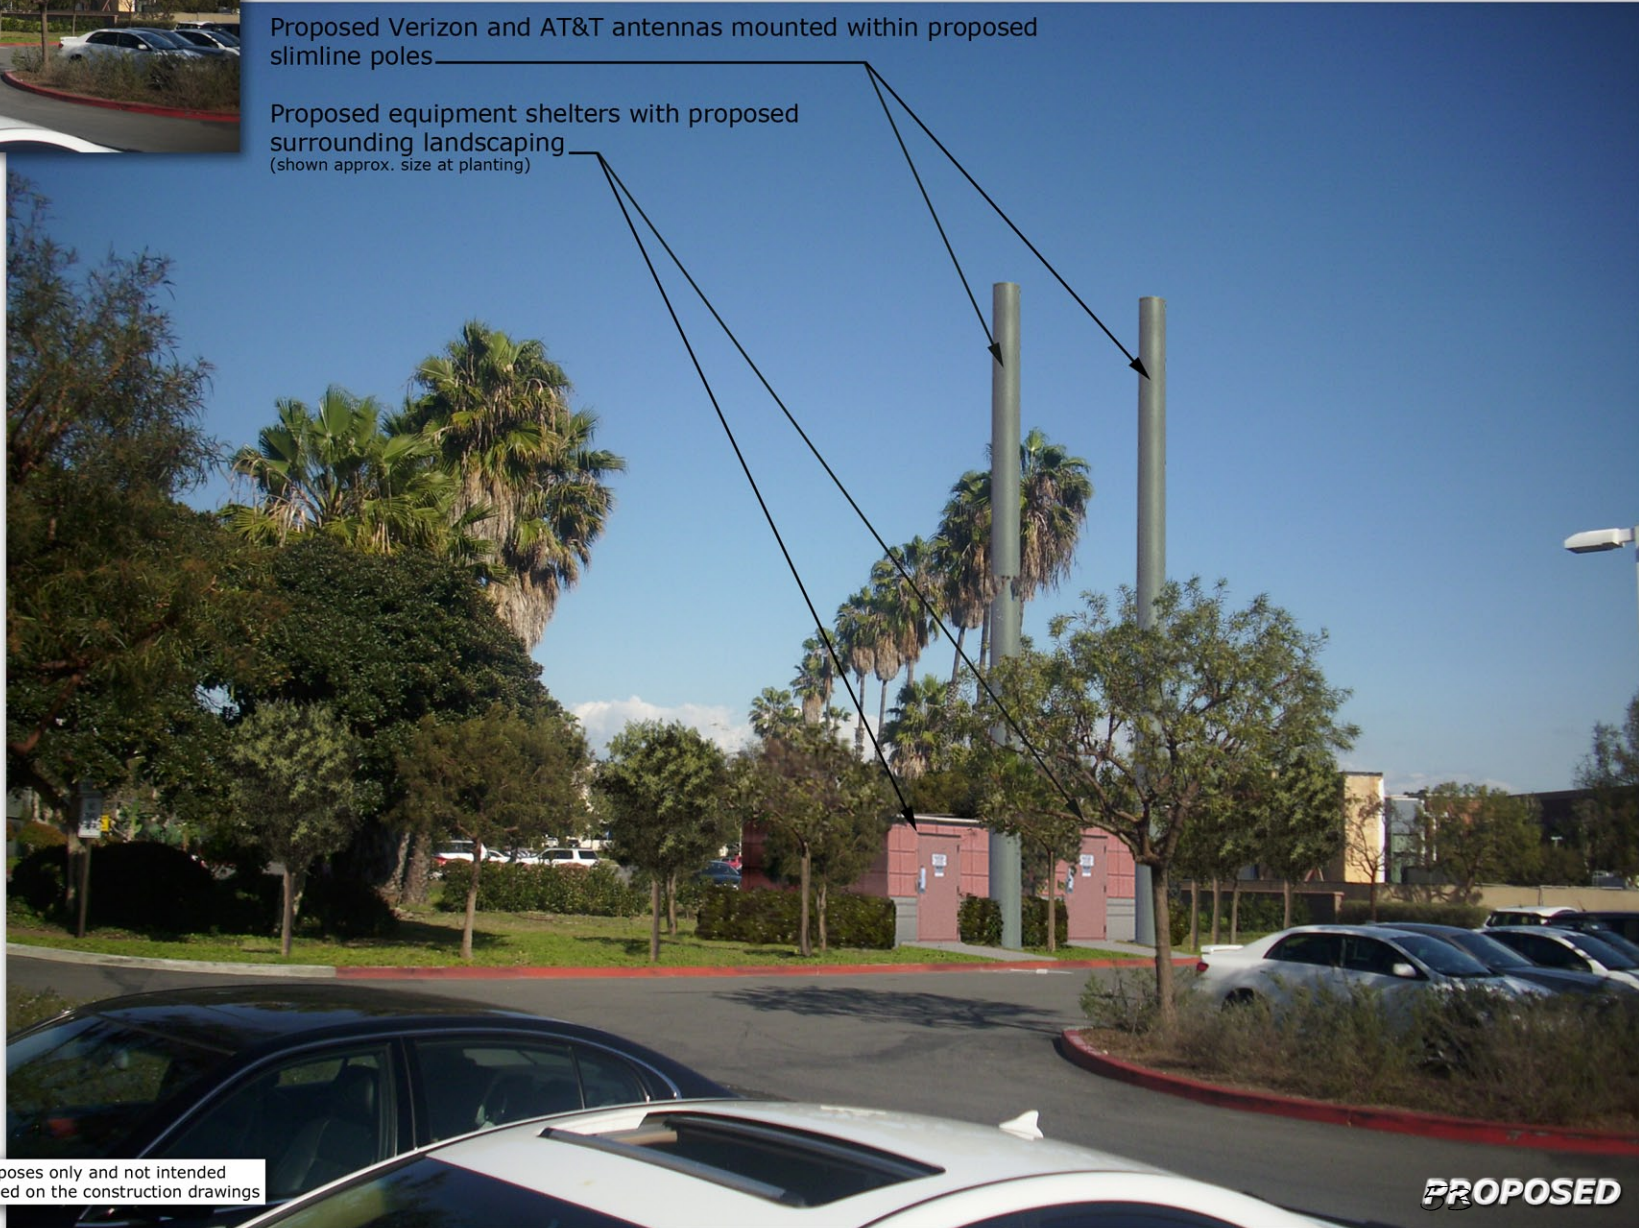 Proposed Verizon and AT&T antennas mounted within proposed
slimline poles
Proposed equipment shelters with proposed
surrounding landscaping
(shown approx. size at planting)
poses only and not intended
ed on the construction drawings
PROPOSED